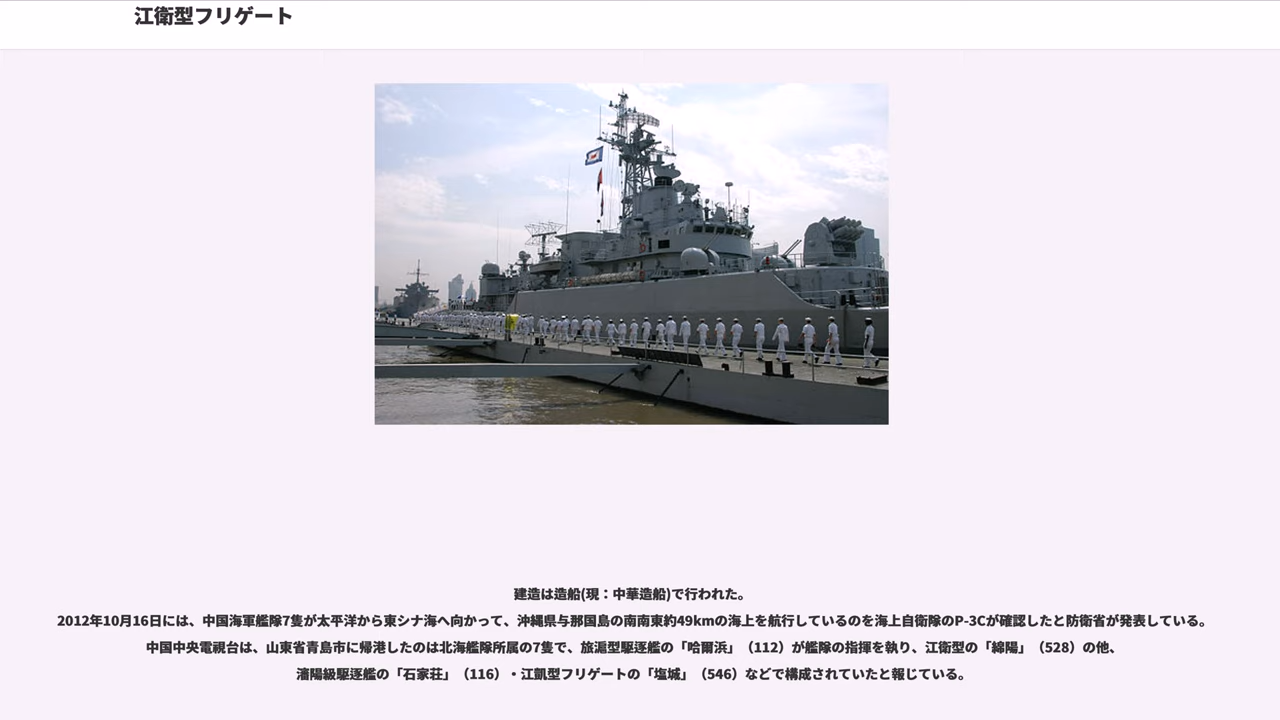 江衛型フリゲート
建造は造船(現：中華造船)で行われた。
2012年10月16日には、中国海軍艦隊7隻が太平洋から東シナ海へ向かって、沖縄県与那国島の南南東約49kmの海上を航行しているのを海上自衛隊のP-3Cが確認したと防衛省が発表している。
中国中央電視台は、山東省青島市に帰港したのは北海艦隊所属の7隻で、旅滬型駆逐艦の「哈爾浜」（112）が艦隊の指揮を執り、江衛型の「綿陽」（528）の他、
瀋陽級駆逐艦の「石家荘」（116）・江凱型フリゲートの「塩城」（546）などで構成されていたと報じている。